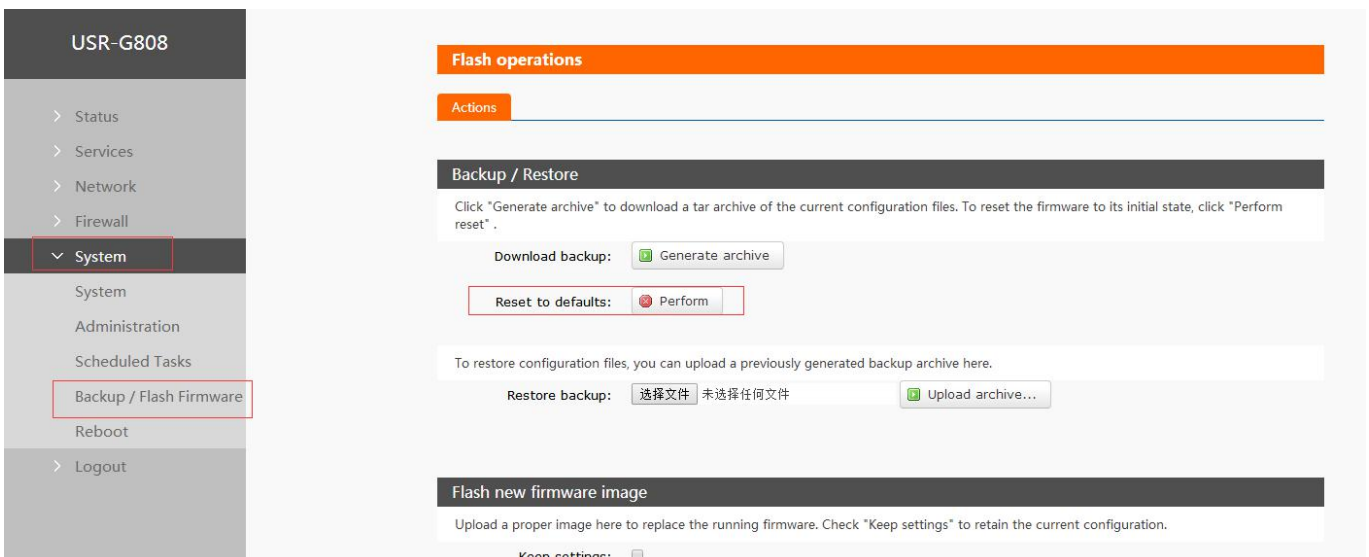 USR-G808
Status
Services
Network
Firewall
System
System
Administration
Scheduled Tasks
Backup / Flash Firmware
Reboot
Logout
Flash operations
Actions
Backup / Restore
Click "Generate archive" to download a tar archive of the current configuration files. To reset the firmware to its initial state, click "Perform
reset" .
Download backup: Generate archive
Reset to defaults: Perform
To restore configuration files, you can upload a previously generated backup archive here.
Restore backup: 选择文件 未选择任何文件 Upload archive...
Flash new firmware image
Upload a proper image here to replace the running firmware. Check "Keep settings" to retain the current configuration.
Keep settings: